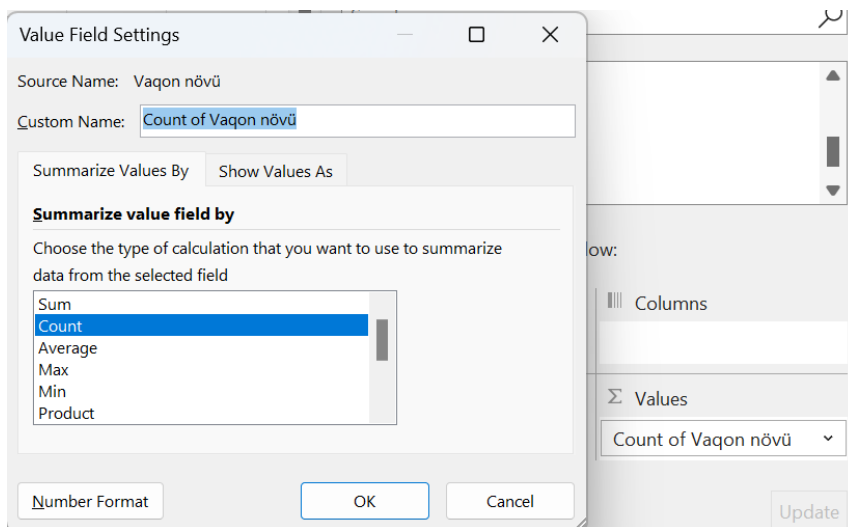 Value Field Settings
Source Name: Vaqon növü
Custom Name: Count of Vaqon növü
Summarize Values By Show Values As
Summarize value field by
Choose the type of calculation that you want to use to summarize
data from the selected field
Sum
Count
Average
Max
Min
Product
Number Format OK Cancel
low:
Columns
Σ Values
Count of Vaqon növü
Update